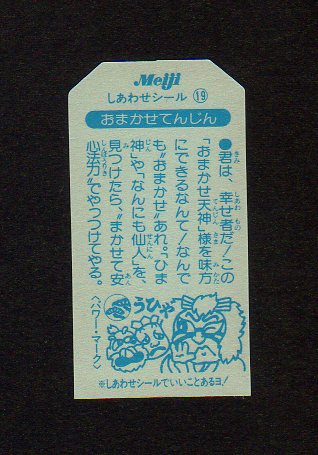 Meiji
しあわせシール ⑲
おまかせてんじん
●君は、幸せ者だ!この
「おまかせ天神」様を味方
にできるなんて!なんで
も〝おまかせ〟あれ。「ひま
神」や「なんにも仙人」を、
見つけたら、〝まかせて安
心法力〟でやっつけてやる。
うひゃ
〈パワー・マーク〉
※しあわせシールでいいことあるヨ!